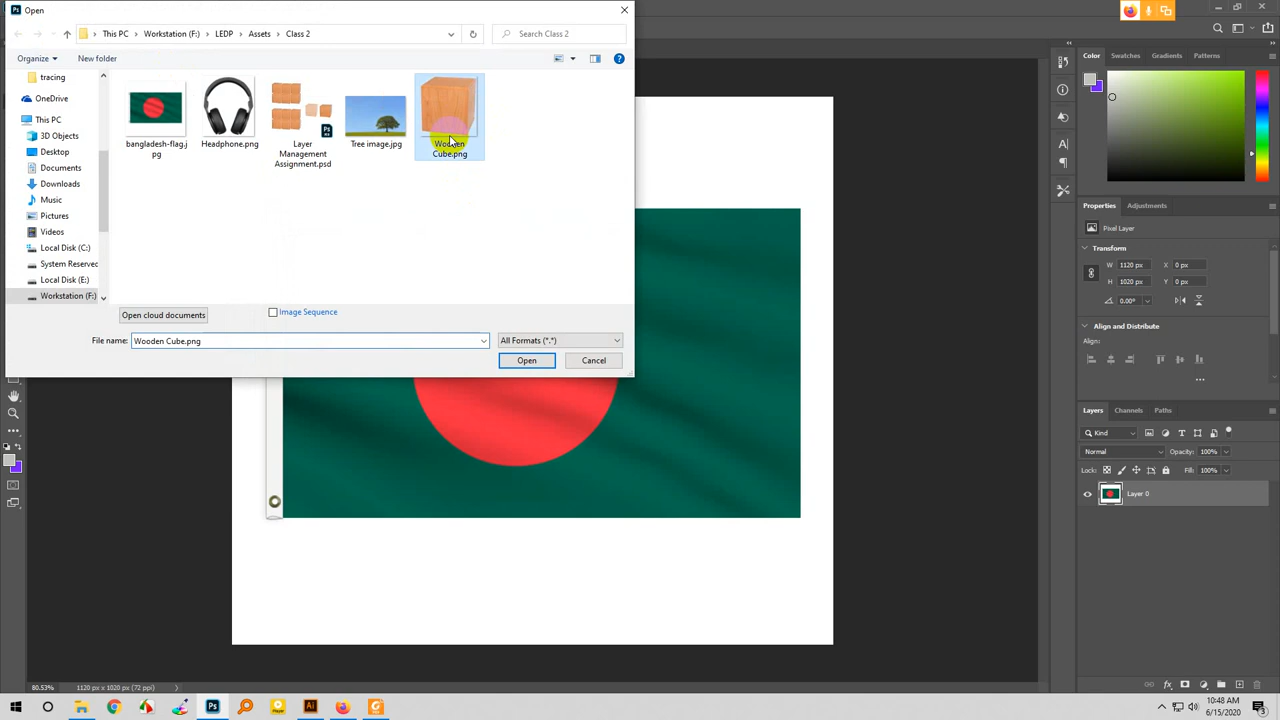 Open
This PC > Workstation (F:) > LEDP > Assets > Class 2
Search Class 2
Organize
New folder
tracing
OneDrive
This PC
3D Objects
Desktop
Documents
Downloads
Music
Pictures
Videos
Local Disk (C:)
System Reserved
Local Disk (E:)
Workstation (F:)
bangladesh-flag.j
pg
Headphone.png
Layer
Management
Assignment.psd
Tree image.jpg
Wooden
Cube.png
Open cloud documents
Image Sequence
File name:
Wooden Cube.png
All Formats (*.*)
Open
Cancel
Color
Swatches
Gradients
Patterns
Properties
Adjustments
Pixel Layer
Transform
W 1120 px X 0 px
H 1020 px Y 0 px
0.00°
Align and Distribute
Align:
Layers
Channels
Paths
Kind
Normal
Opacity: 100%
Lock:
Fill: 100%
Layer 0
80.53%
1120 px x 1020 px (72 ppi)
10:48 AM
6/15/2020